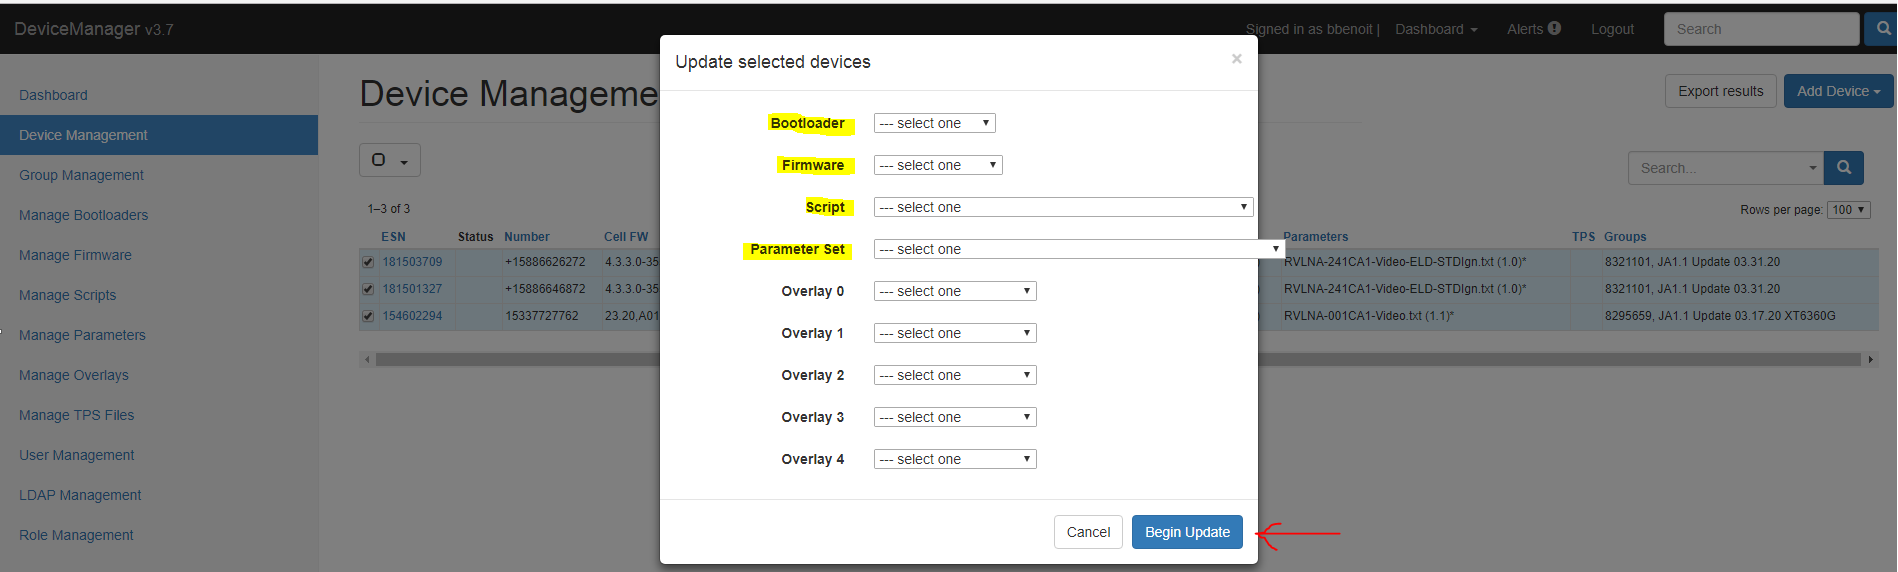 DeviceManager v3.7
Signed in as bbenoit | Dashboard Alerts Logout Search
Update selected devices
×
Dashboard
Device Management
Group Management
Manage Bootloaders
Manage Firmware
Manage Scripts
Manage Parameters
Manage Overlays
Manage TPS Files
User Management
LDAP Management
Role Management
Device Manageme
Export results Add Device
Search...
1–3 of 3
Rows per page: 100
ESN Status Number Cell FW Parameters TPS Groups
181503709 +15886626272 4.3.3.0-35 RVLNA-241CA1-Video-ELD-STDIgn.txt (1.0)* 8321101, JA1.1 Update 03.31.20
181501327 +15886646872 4.3.3.0-35 RVLNA-241CA1-Video-ELD-STDIgn.txt (1.0)* 8321101, JA1.1 Update 03.31.20
154602294 15337727762 23.20,A01 RVLNA-001CA1-Video.txt (1.1)* 8295659, JA1.1 Update 03.17.20 XT6360G
Bootloader --- select one
Firmware --- select one
Script --- select one
Parameter Set --- select one
Overlay 0 --- select one
Overlay 1 --- select one
Overlay 2 --- select one
Overlay 3 --- select one
Overlay 4 --- select one
Cancel Begin Update